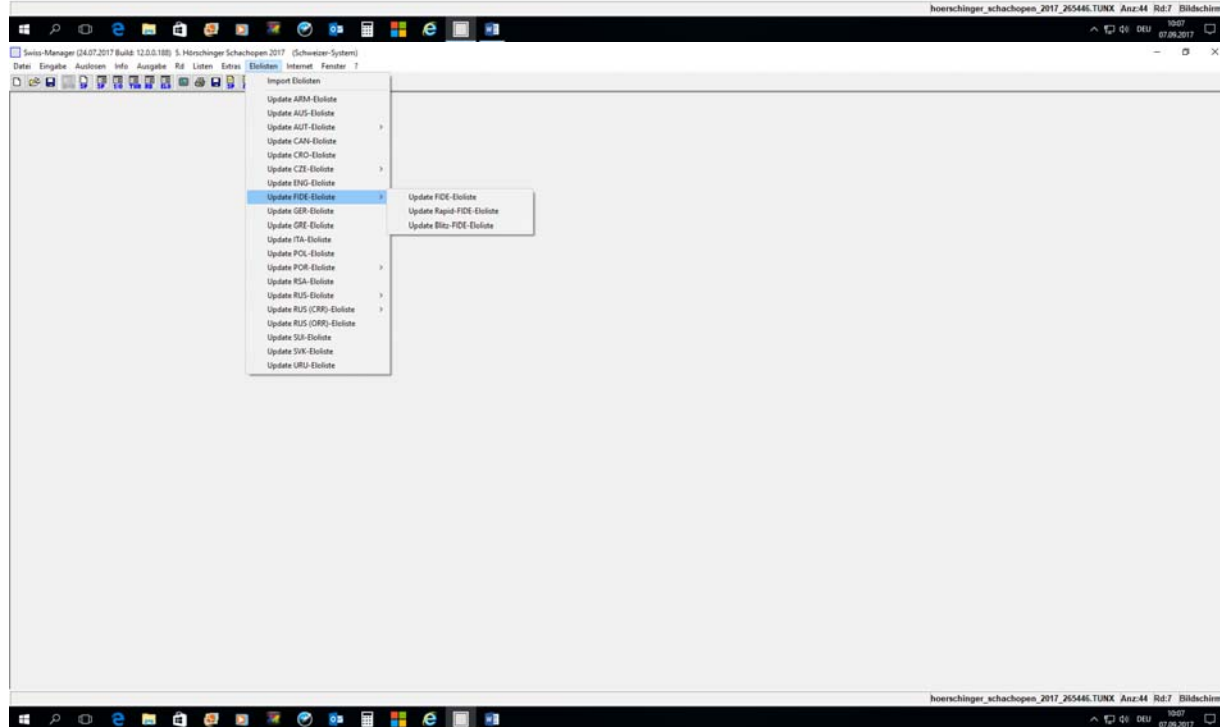 hoerschinger_schachopen_2017_265446.TUNX Anz:44 Rd:7 Bildschirm
DEU 10:07
07.09.2017
Swiss-Manager (24.07.2017 Build: 12.0.0.188) 5. Hörschinger Schachopen 2017 (Schweizer-System)
Datei Eingabe Auslosen Info Ausgabe Rd Listen Extras Elolisten Internet Fenster ?
Import Elolisten
Update ARM-Eloliste
Update AUS-Eloliste
Update AUT-Eloliste
Update CAN-Eloliste
Update CRO-Eloliste
Update CZE-Eloliste
Update ENG-Eloliste
Update FIDE-Eloliste
Update FIDE-Eloliste
Update GER-Eloliste
Update Rapid-FIDE-Eloliste
Update GRE-Eloliste
Update Blitz-FIDE-Eloliste
Update ITA-Eloliste
Update POL-Eloliste
Update POR-Eloliste
Update RSA-Eloliste
Update RUS-Eloliste
Update RUS (CRR)-Eloliste
Update RUS (ORR)-Eloliste
Update SUI-Eloliste
Update SVK-Eloliste
Update URU-Eloliste
hoerschinger_schachopen_2017_265446.TUNX Anz:44 Rd:7 Bildschirm
DEU 10:07
07.09.2017